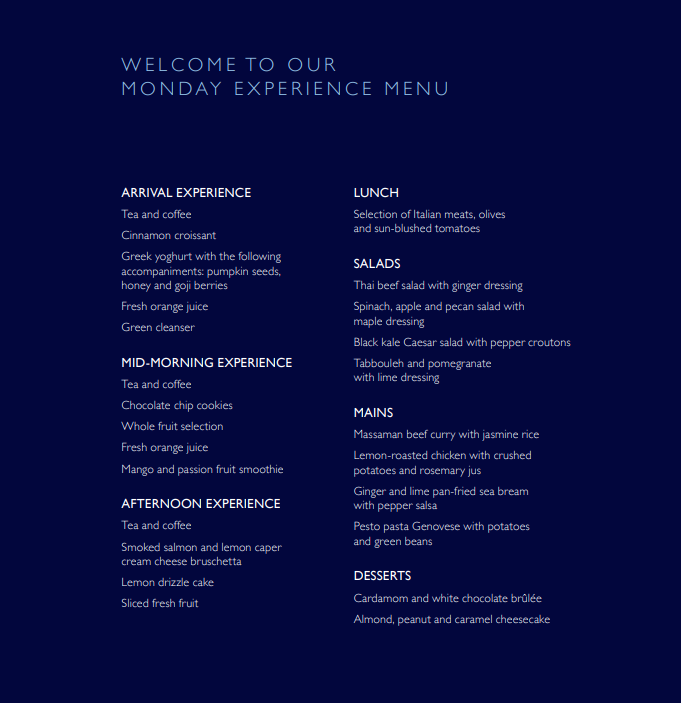 WELCOME TO OUR
MONDAY EXPERIENCE MENU
ARRIVAL EXPERIENCE
Tea and coffee
Cinnamon croissant
Greek yoghurt with the following
accompaniments: pumpkin seeds,
honey and goji berries
Fresh orange juice
Green cleanser
MID-MORNING EXPERIENCE
Tea and coffee
Chocolate chip cookies
Whole fruit selection
Fresh orange juice
Mango and passion fruit smoothie
AFTERNOON EXPERIENCE
Tea and coffee
Smoked salmon and lemon caper
cream cheese bruschetta
Lemon drizzle cake
Sliced fresh fruit
LUNCH
Selection of Italian meats, olives
and sun-blushed tomatoes
SALADS
Thai beef salad with ginger dressing
Spinach, apple and pecan salad with
maple dressing
Black kale Caesar salad with pepper croutons
Tabbouleh and pomegranate
with lime dressing
MAINS
Massaman beef curry with jasmine rice
Lemon-roasted chicken with crushed
potatoes and rosemary jus
Ginger and lime pan-fried sea bream
with pepper salsa
Pesto pasta Genovese with potatoes
and green beans
DESSERTS
Cardamom and white chocolate brûlée
Almond, peanut and caramel cheesecake